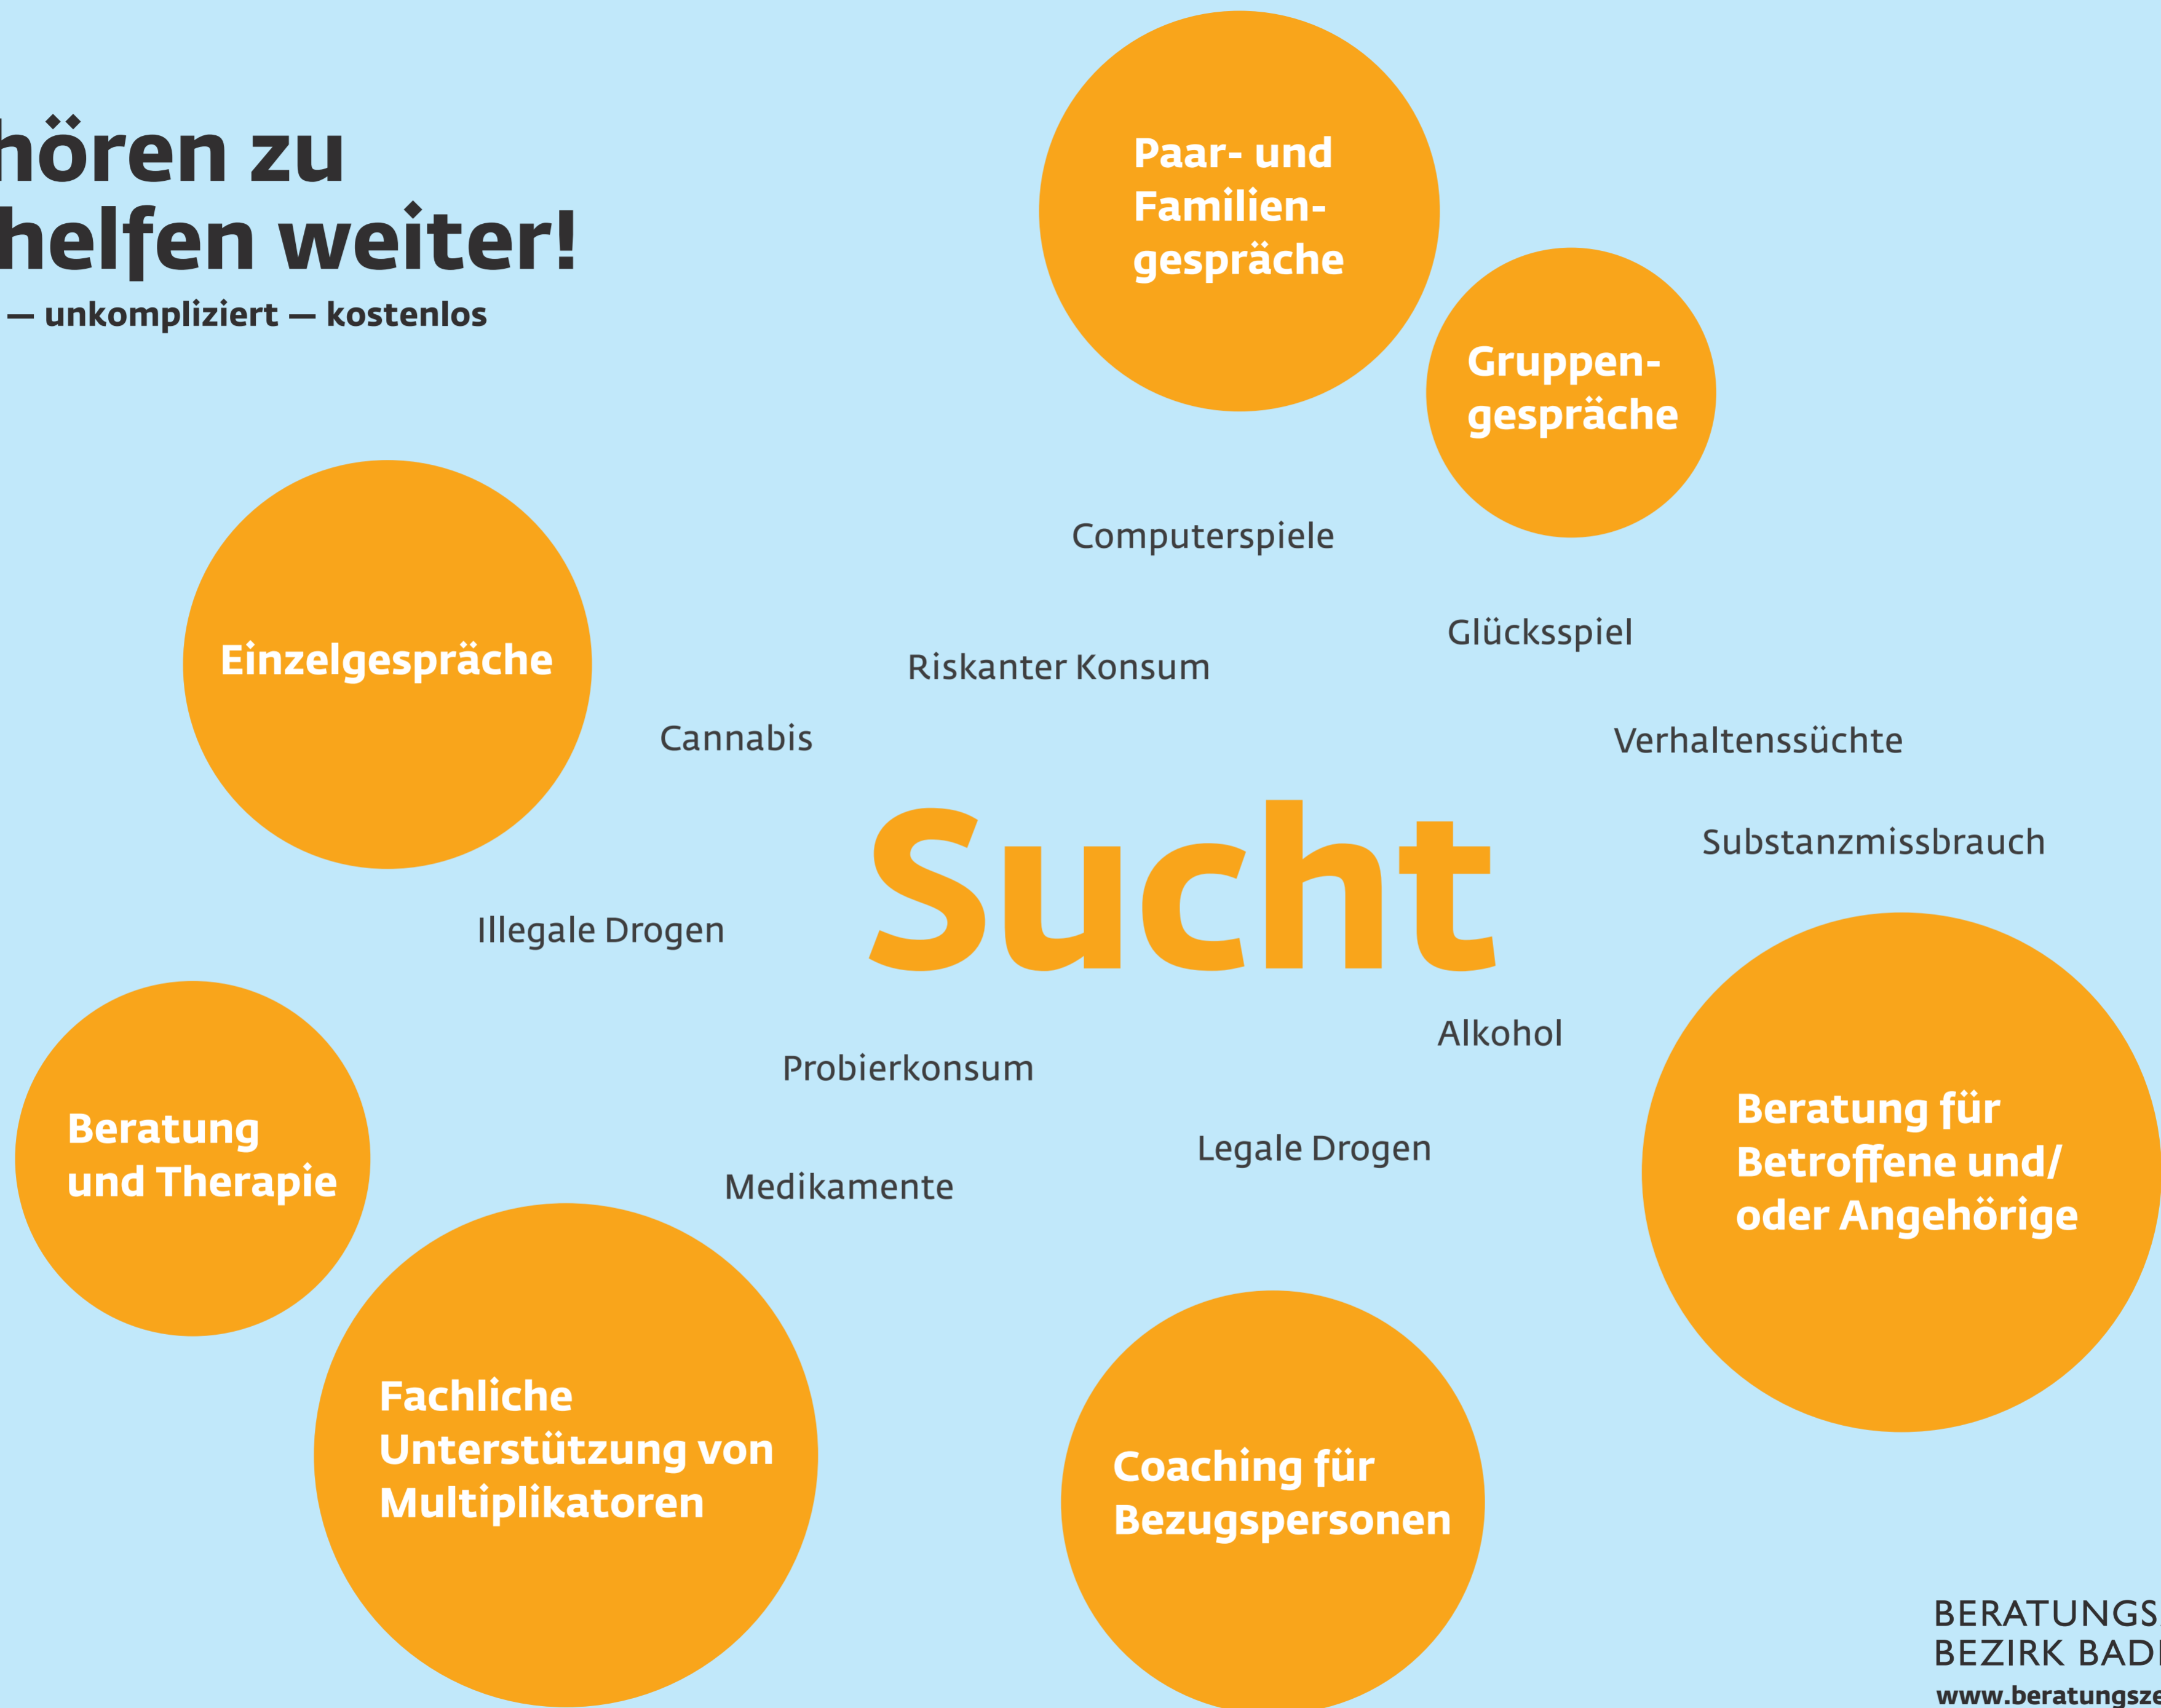 hören zu
helfen weiter!
— unkompliziert — kostenlos
Paar- und
Familien-
gespräche
Gruppen-
gespräche
Computerspiele
Glücksspiel
Einzelgespräche
Riskanter Konsum
Cannabis
Verhaltenssüchte
Sucht
Substanzmissbrauch
Illegale Drogen
Alkohol
Probierkonsum
Beratung
und Therapie
Legale Drogen
Medikamente
Beratung für
Betroffene und/
oder Angehörige
Fachliche
Unterstützung von
Multiplikatoren
Coaching für
Bezugspersonen
BERATUNGS
BEZIRK BAD
www.beratungsze